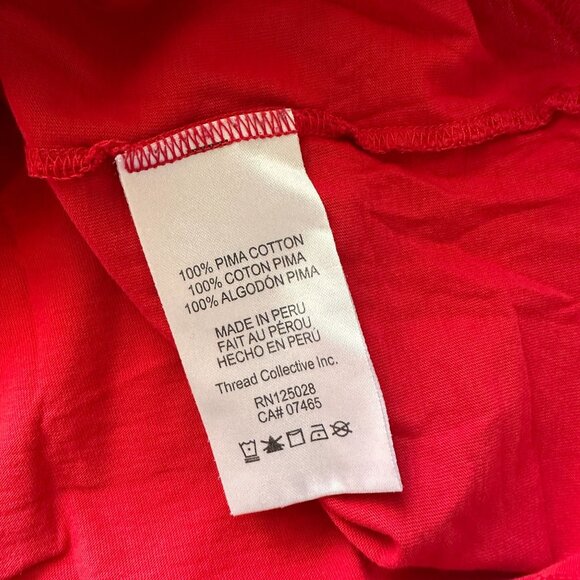 100% PIMA COTTON
100% COTON PIMA
100% ALGODÓN PIMA
MADE IN PERU
FAIT AU PÉROU
HECHO EN PERÚ
Thread Collective Inc.
RN125028
CA# 07465